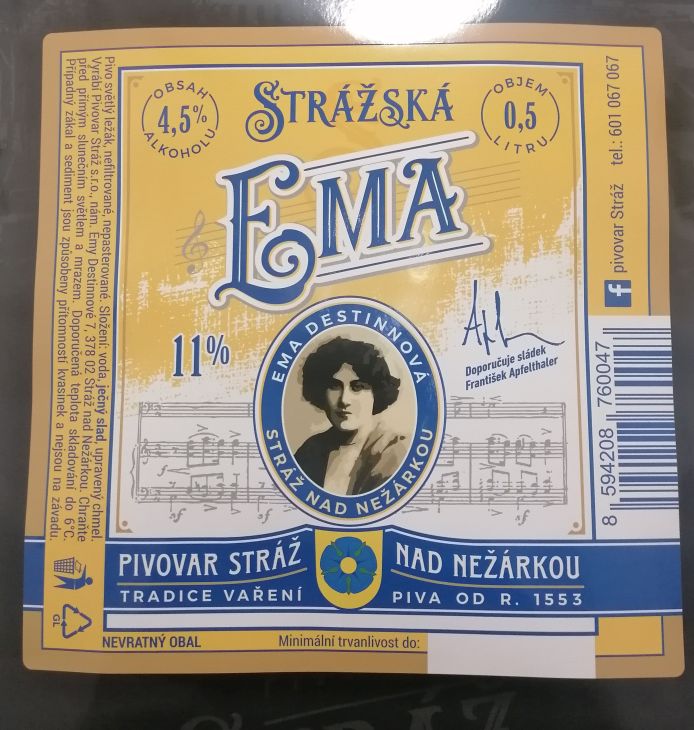 OBSAH
4,5%
ALKOHOLU
STRÁŽSKÁ
OBJEM
0,5
LITRU
EMA
11%
Doporučuje sládek
František Apfelthaler
EMA DESTINNOVÁ
STRÁŽ NAD NEŽÁRKOU
PIVOVAR STRÁŽ NAD NEŽÁRKOU
TRADICE VAŘENÍ PIVA OD R. 1553
NEVRATNÝ OBAL
Minimální trvanlivost do:
Pivo světlý ležák, nefiltrované, nepasterované. Složení: voda, ječný slad, upravený chmel.
Vyrábí Pivovar Stráž s.r.o., nám. Emy Destinnové 7, 378 02 Stráž nad Nežárkou. Chraňte
před přímým slunečním světlem a mrazem. Doporučená teplota skladování do 6°C.
Případný zákal a sediment jsou způsobeny přítomností kvasinek a nejsou na závadu.
GL
f pivovar Stráž tel.: 601 067 067
8 594208 760047